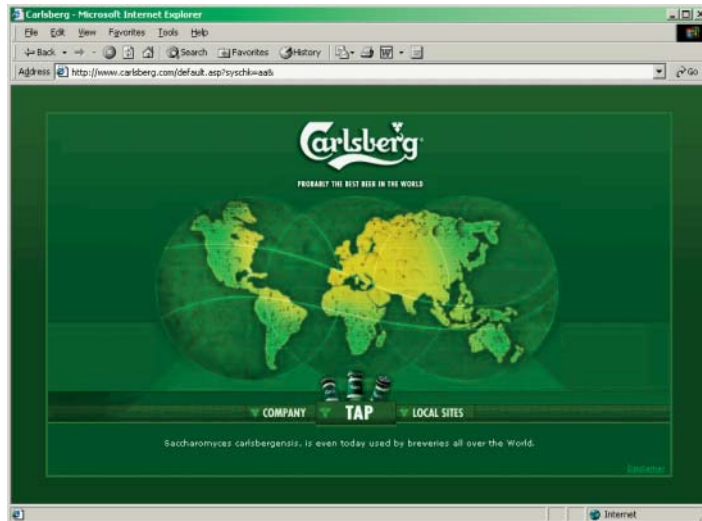 Carlsberg - Microsoft Internet Explorer
File Edit View Favorites Tools Help
Back Search Favorites History
Address http://www.carlsberg.com/default.asp?syschk=aa& Go
Carlsberg
PROBABLY THE BEST BEER IN THE WORLD
COMPANY TAP LOCAL SITES
Saccharomyces carlsbergensis, is even today used by breweries all over the World.
Disclaimer
Internet